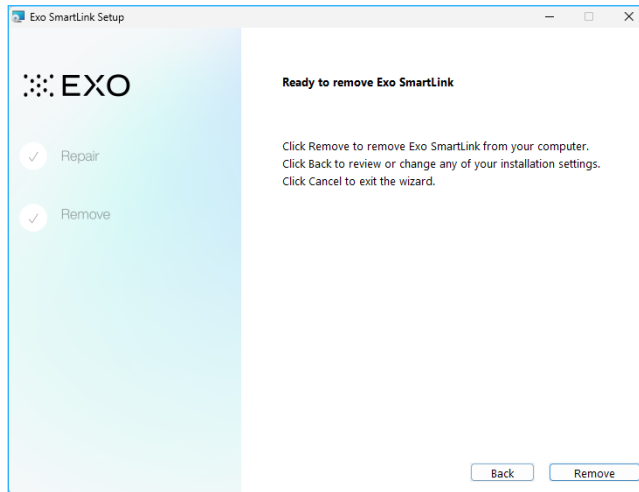 Exo SmartLink Setup
EXO
Repair
Remove
Ready to remove Exo SmartLink
Click Remove to remove Exo SmartLink from your computer.
Click Back to review or change any of your installation settings.
Click Cancel to exit the wizard.
Back
Remove